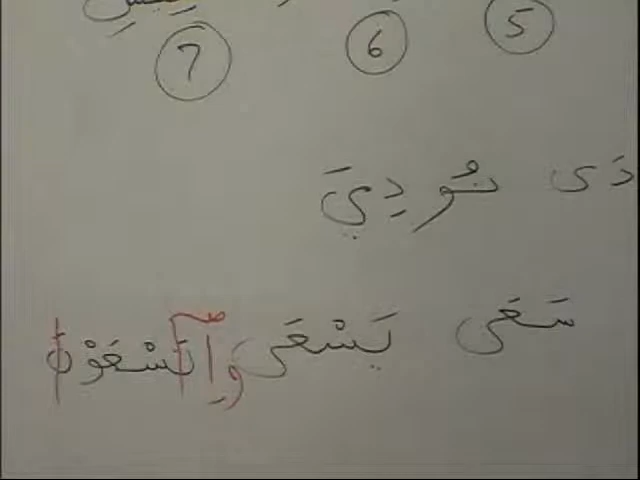 5 6 7
دَى نُودِيَ
سَعَى يَسْعَى وَاِتَسْعَوْنَ